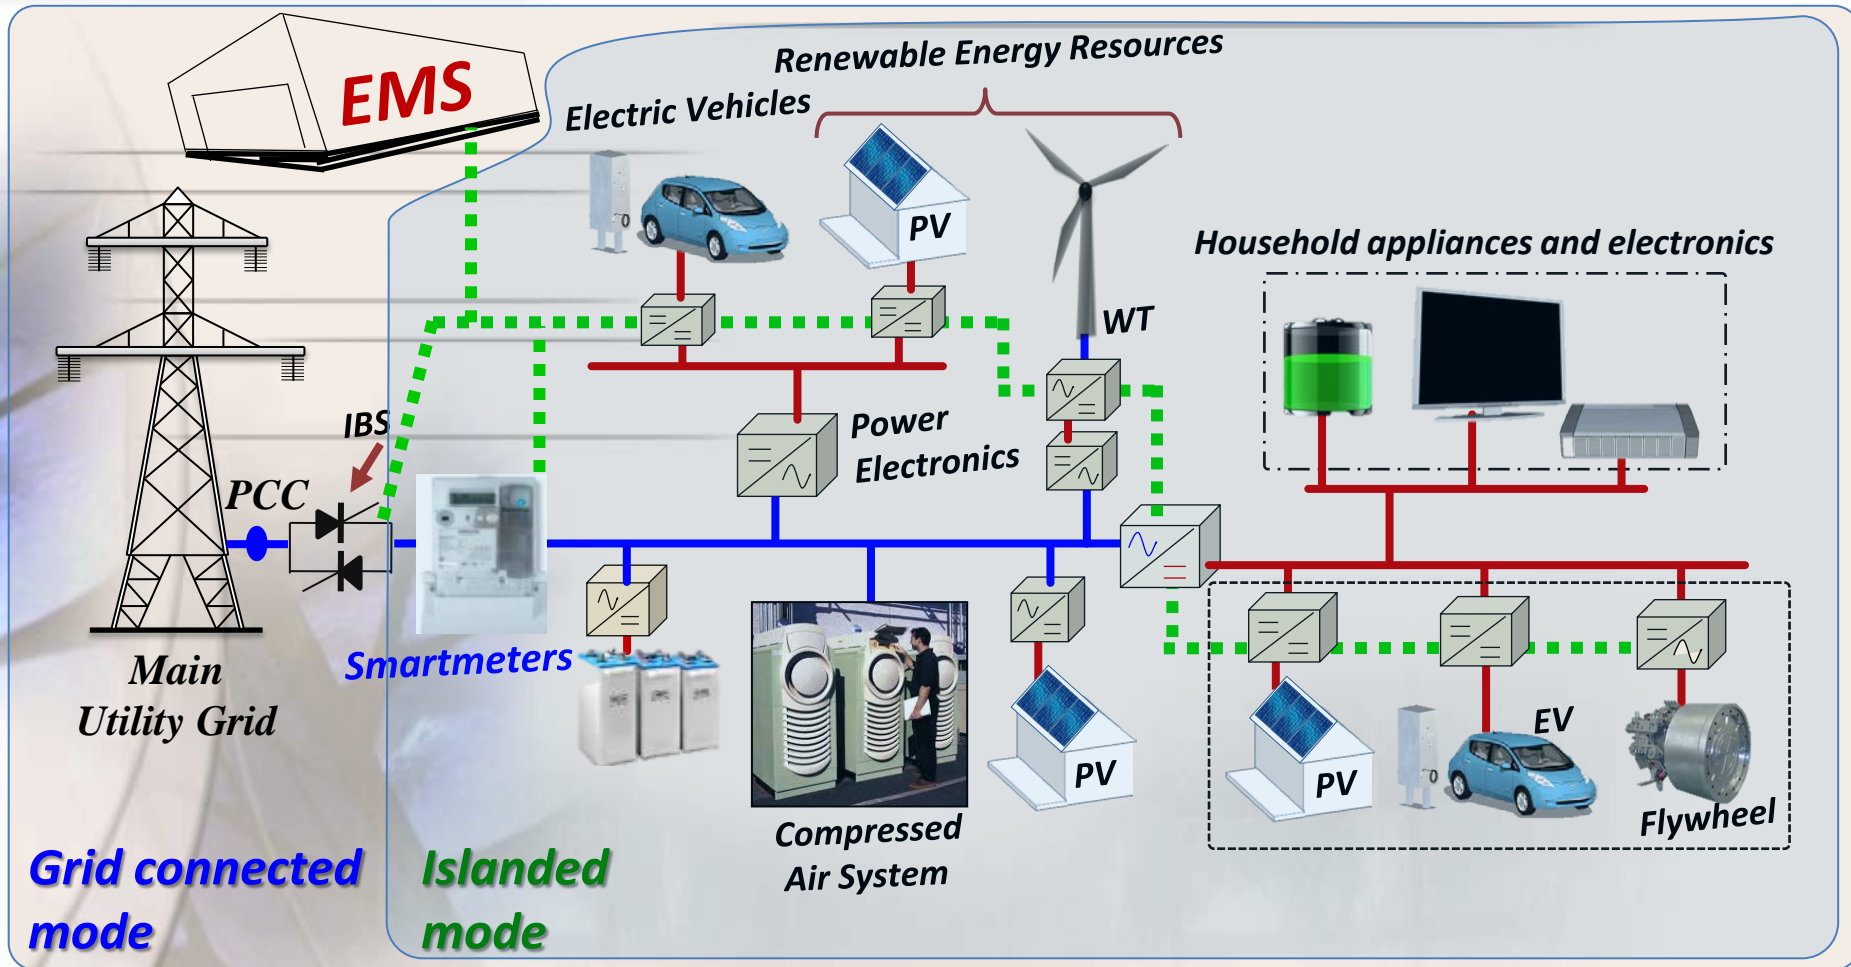 Renewable Energy Resources
EMS
Electric Vehicles
PV
Household appliances and electronics
WT
IBS
Power
Electronics
PCC
Smartmeters
Main
Utility Grid
EV
PV
PV
Flywheel
Compressed
Air System
Grid connected
mode
Islanded
mode